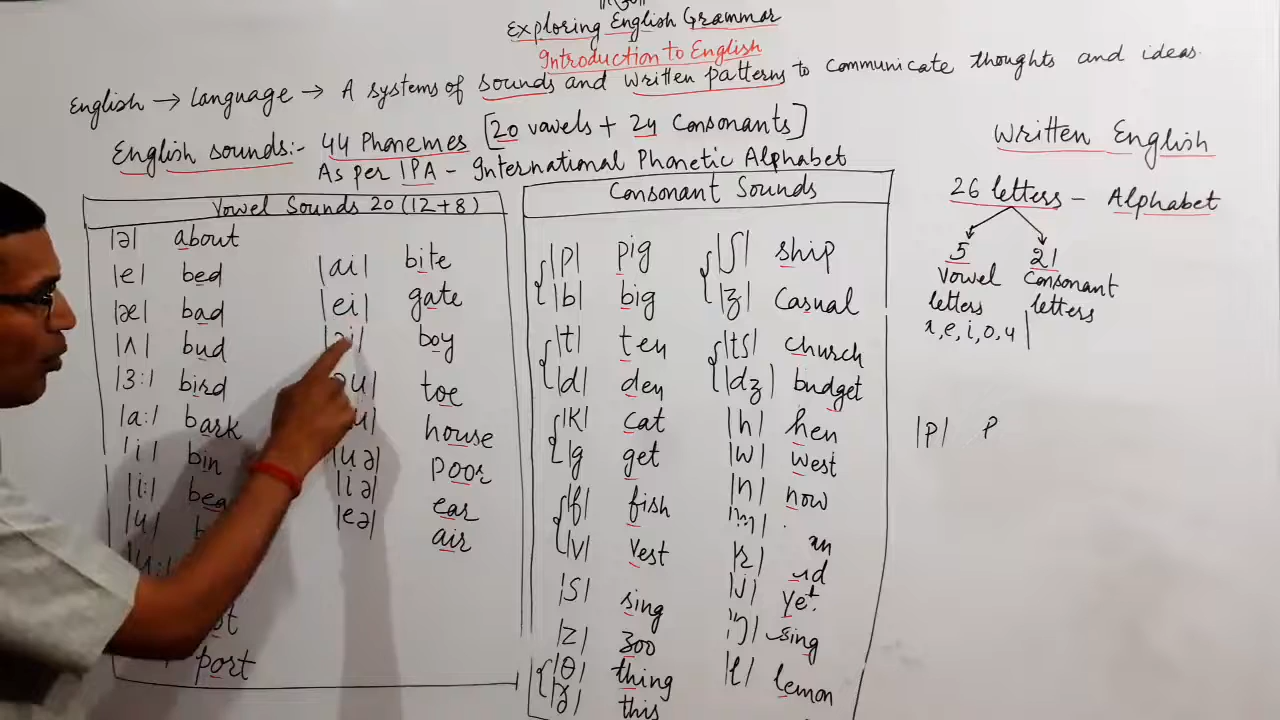 Exploring English Grammar
Introduction to English
English → Language → A systems of sounds and written patterns to communicate thoughts and ideas.
English sounds:- 44 Phonemes [20 vowels + 24 Consonants]
As per IPA - International Phonetic Alphabet
Vowel Sounds 20 (12+8)
|ə| about
|e| bed
|æ| bad
|ʌ| bud
|3:| bird
|a:| bark
|i| bin
|i:|
|u|
port
|ai| bite
|ei| gate
boy
toe
house
|uə| poor
|iə| ear
|eə| air
Consonant Sounds
|p| pig
|b| big
|t| ten
|d| den
|k| cat
|g get
|f| fish
|v| vest
|s| sing
|z| zoo
|θ| thing
this
|ʃ| ship
|ʒ| casual
|tʃ| church
|dʒ| budget
|h| hen
|w| west
|n| now
yet
|ŋ| sing
|l| lemon
Written English
26 letters - Alphabet
5 vowel letters
21 consonant letters
e, i, o, u
|p| P